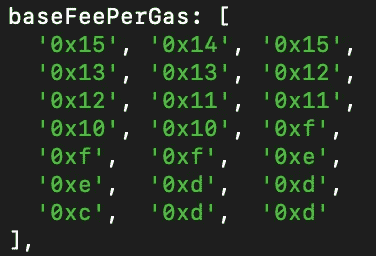 baseFeePerGas: [
'0x15', '0x14', '0x15',
'0x13', '0x13', '0x12',
'0x12', '0x11', '0x11',
'0x10', '0x10', '0xf',
'0xf', '0xf', '0xe',
'0xe', '0xd', '0xd',
'0xc', '0xd', '0xd'
],